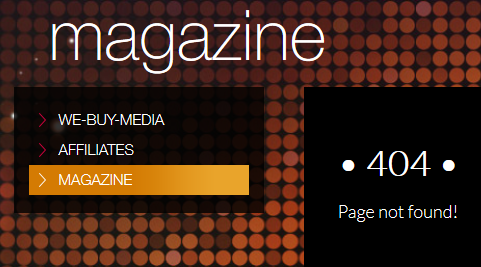 magazine
WE-BUY-MEDIA
AFFILIATES
MAGAZINE
• 404 •
Page not found!